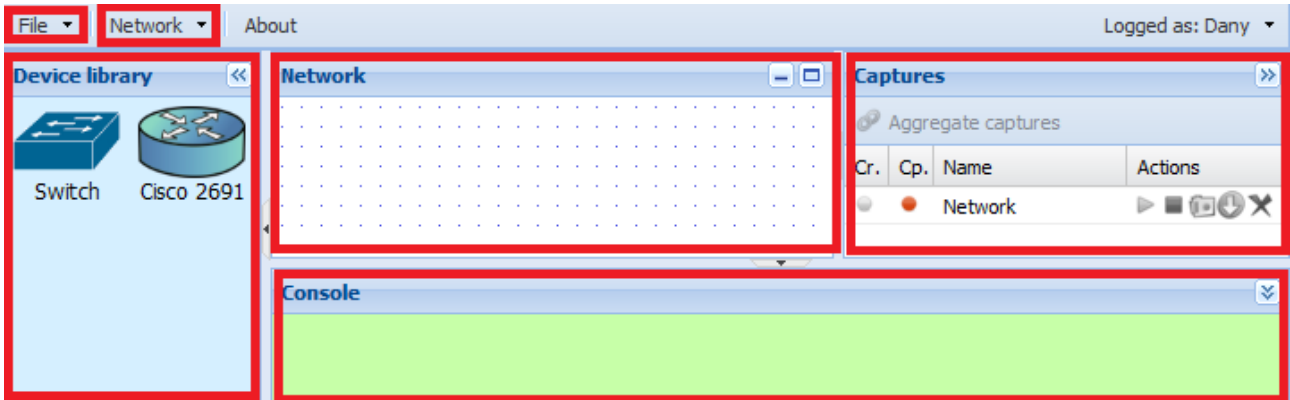 File Network About Logged as: Dany
Device library
Switch Cisco 2691
Network
Captures
Aggregate captures
Cr. Cp. Name Actions
Network
Console